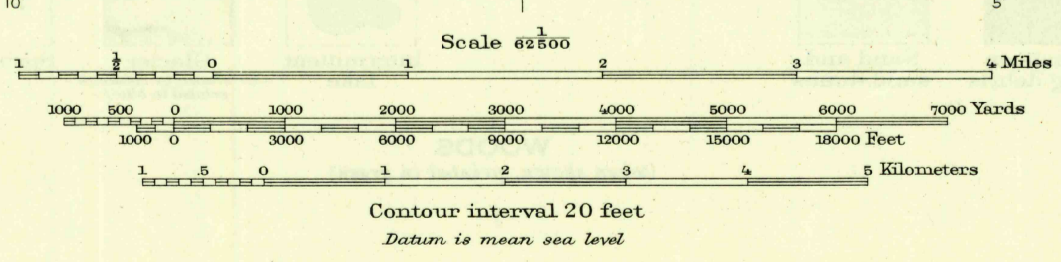 10 5
Scale 1/62500
1 ½ 0 1 2 3 4 Miles
1000 500 0 1000 2000 3000 4000 5000 6000 7000 Yards
1000 0 3000 6000 9000 12000 15000 18000 Feet
1 .5 0 1 2 3 4 5 Kilometers
Contour interval 20 feet
Datum is mean sea level